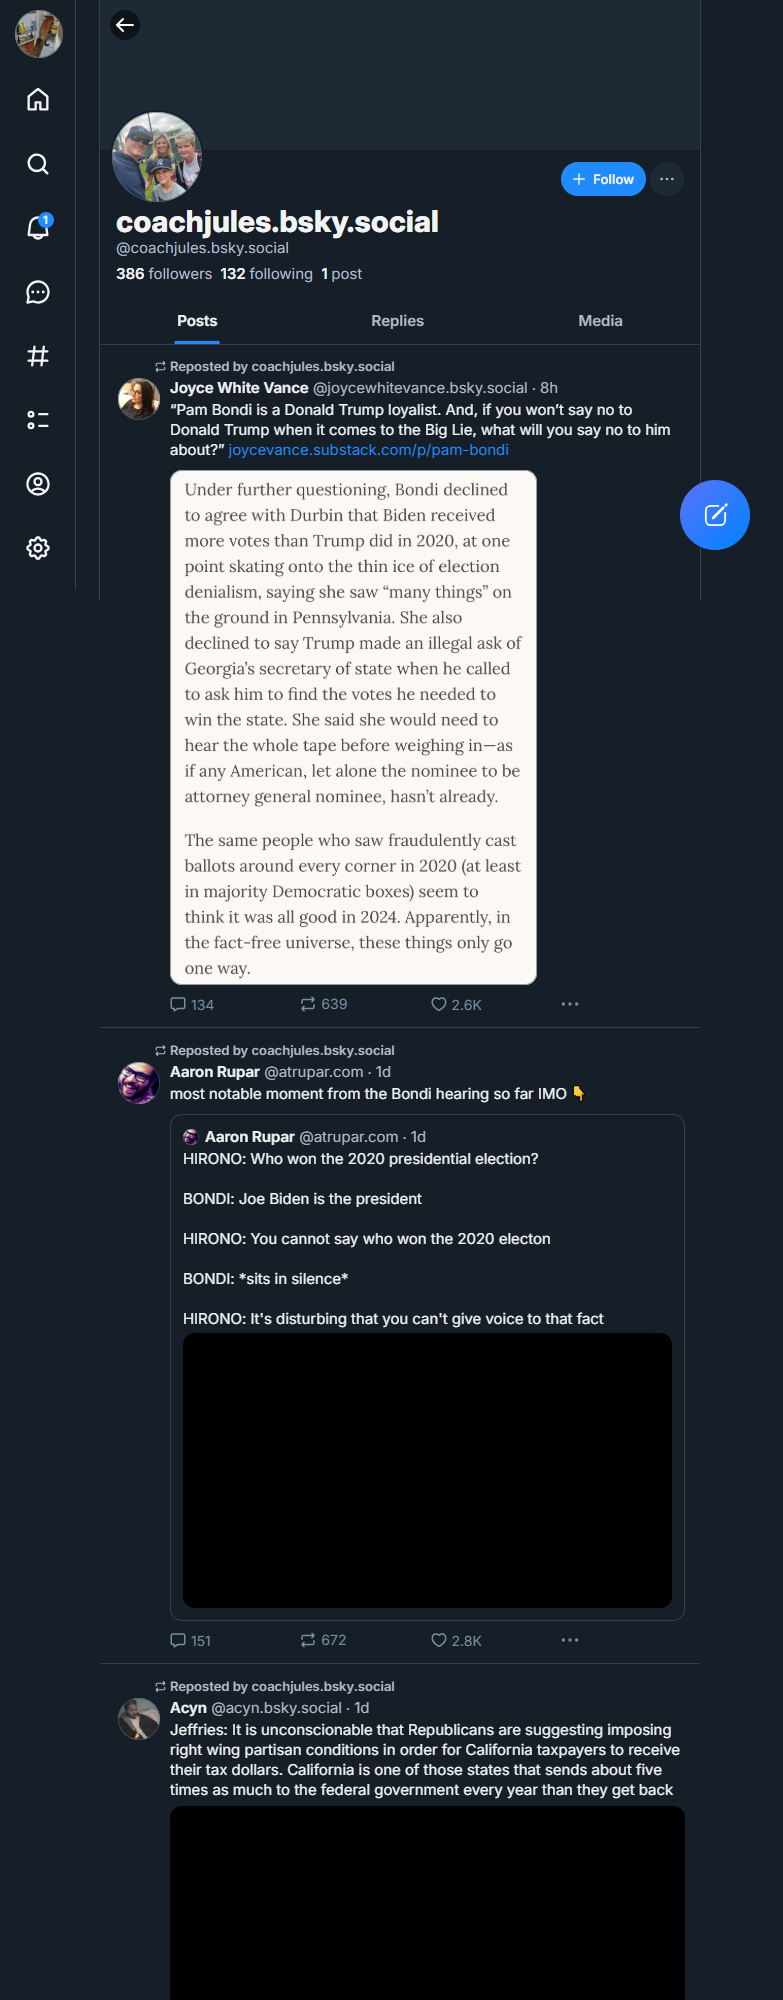 1
+ Follow
coachjules.bsky.social
@coachjules.bsky.social
386 followers 132 following 1 post
Posts
Replies
Media
Reposted by coachjules.bsky.social
Joyce White Vance @joycewhitevance.bsky.social · 8h
“Pam Bondi is a Donald Trump loyalist. And, if you won’t say no to
Donald Trump when it comes to the Big Lie, what will you say no to him
about?” joycevance.substack.com/p/pam-bondi
Under further questioning, Bondi declined
to agree with Durbin that Biden received
more votes than Trump did in 2020, at one
point skating onto the thin ice of election
denialism, saying she saw “many things” on
the ground in Pennsylvania. She also
declined to say Trump made an illegal ask of
Georgia’s secretary of state when he called
to ask him to find the votes he needed to
win the state. She said she would need to
hear the whole tape before weighing in—as
if any American, let alone the nominee to be
attorney general nominee, hasn’t already.
The same people who saw fraudulently cast
ballots around every corner in 2020 (at least
in majority Democratic boxes) seem to
think it was all good in 2024. Apparently, in
the fact-free universe, these things only go
one way.
134
639
2.6K
Reposted by coachjules.bsky.social
Aaron Rupar @atrupar.com · 1d
most notable moment from the Bondi hearing so far IMO 👇
Aaron Rupar @atrupar.com · 1d
HIRONO: Who won the 2020 presidential election?
BONDI: Joe Biden is the president
HIRONO: You cannot say who won the 2020 electon
BONDI: *sits in silence*
HIRONO: It's disturbing that you can't give voice to that fact
151
672
2.8K
Reposted by coachjules.bsky.social
Acyn @acyn.bsky.social · 1d
Jeffries: It is unconscionable that Republicans are suggesting imposing
right wing partisan conditions in order for California taxpayers to receive
their tax dollars. California is one of those states that sends about five
times as much to the federal government every year than they get back